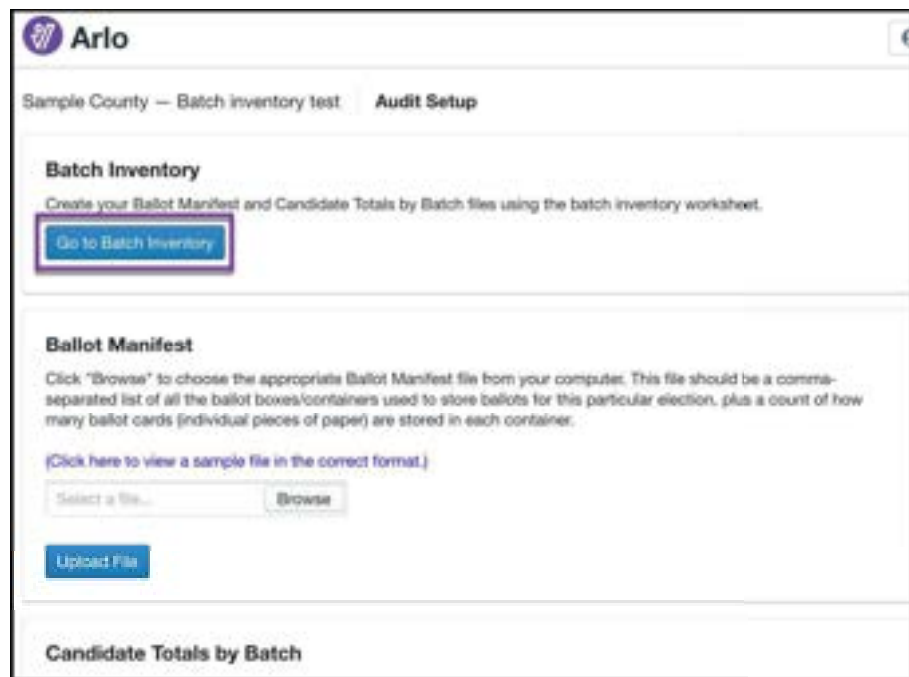 Arlo
Sample County — Batch inventory test Audit Setup
Batch Inventory
Create your Ballot Manifest and Candidate Totals by Batch files using the batch inventory worksheet.
Go to Batch Inventory
Ballot Manifest
Click "Browse" to choose the appropriate Ballot Manifest file from your computer. This file should be a comma-
separated list of all the ballot boxes/containers used to store ballots for this particular election, plus a count of how
many ballot cards (individual pieces of paper) are stored in each container.
(Click here to view a sample file in the correct format.)
Select a file... Browse
Upload File
Candidate Totals by Batch